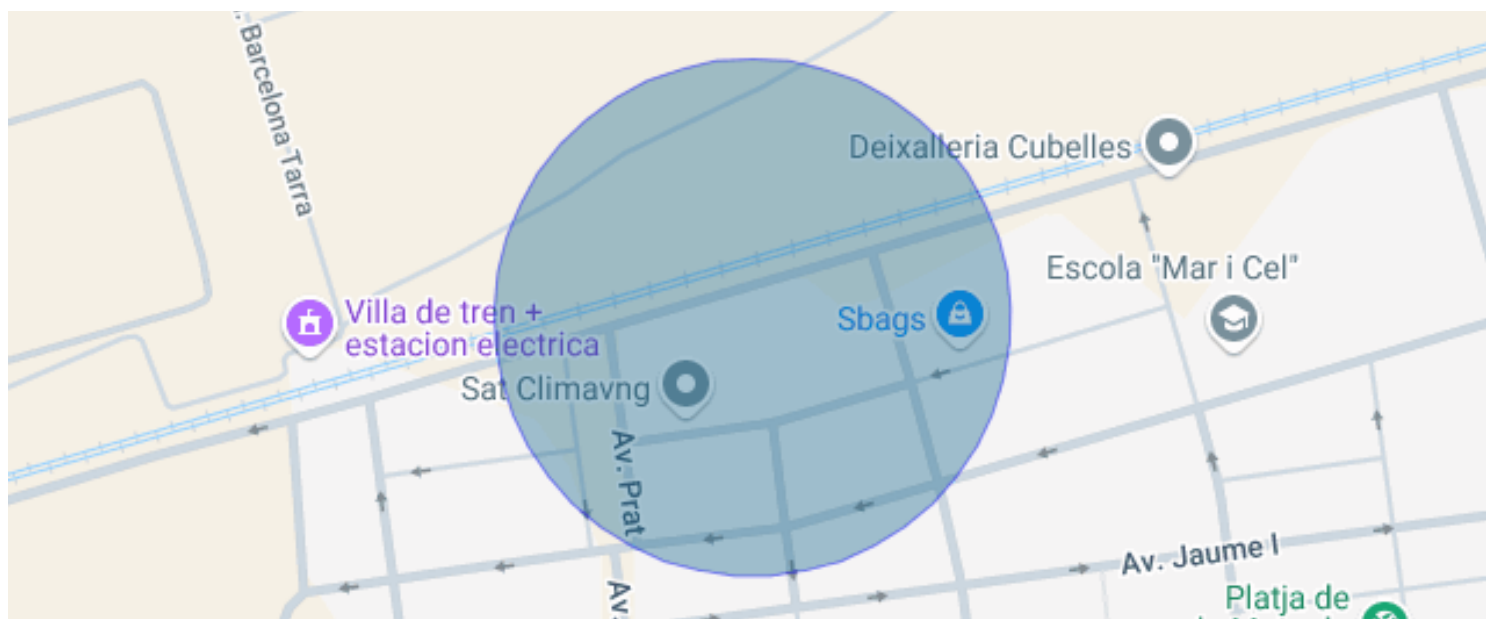 . Barcelona Tarra
Deixalleria Cubelles
Escola "Mar i Cel"
Villa de tren +
estacion electrica
Sbags
Sat Climavng
Av. Prat
Av. Jaume I
Av.
Platja de